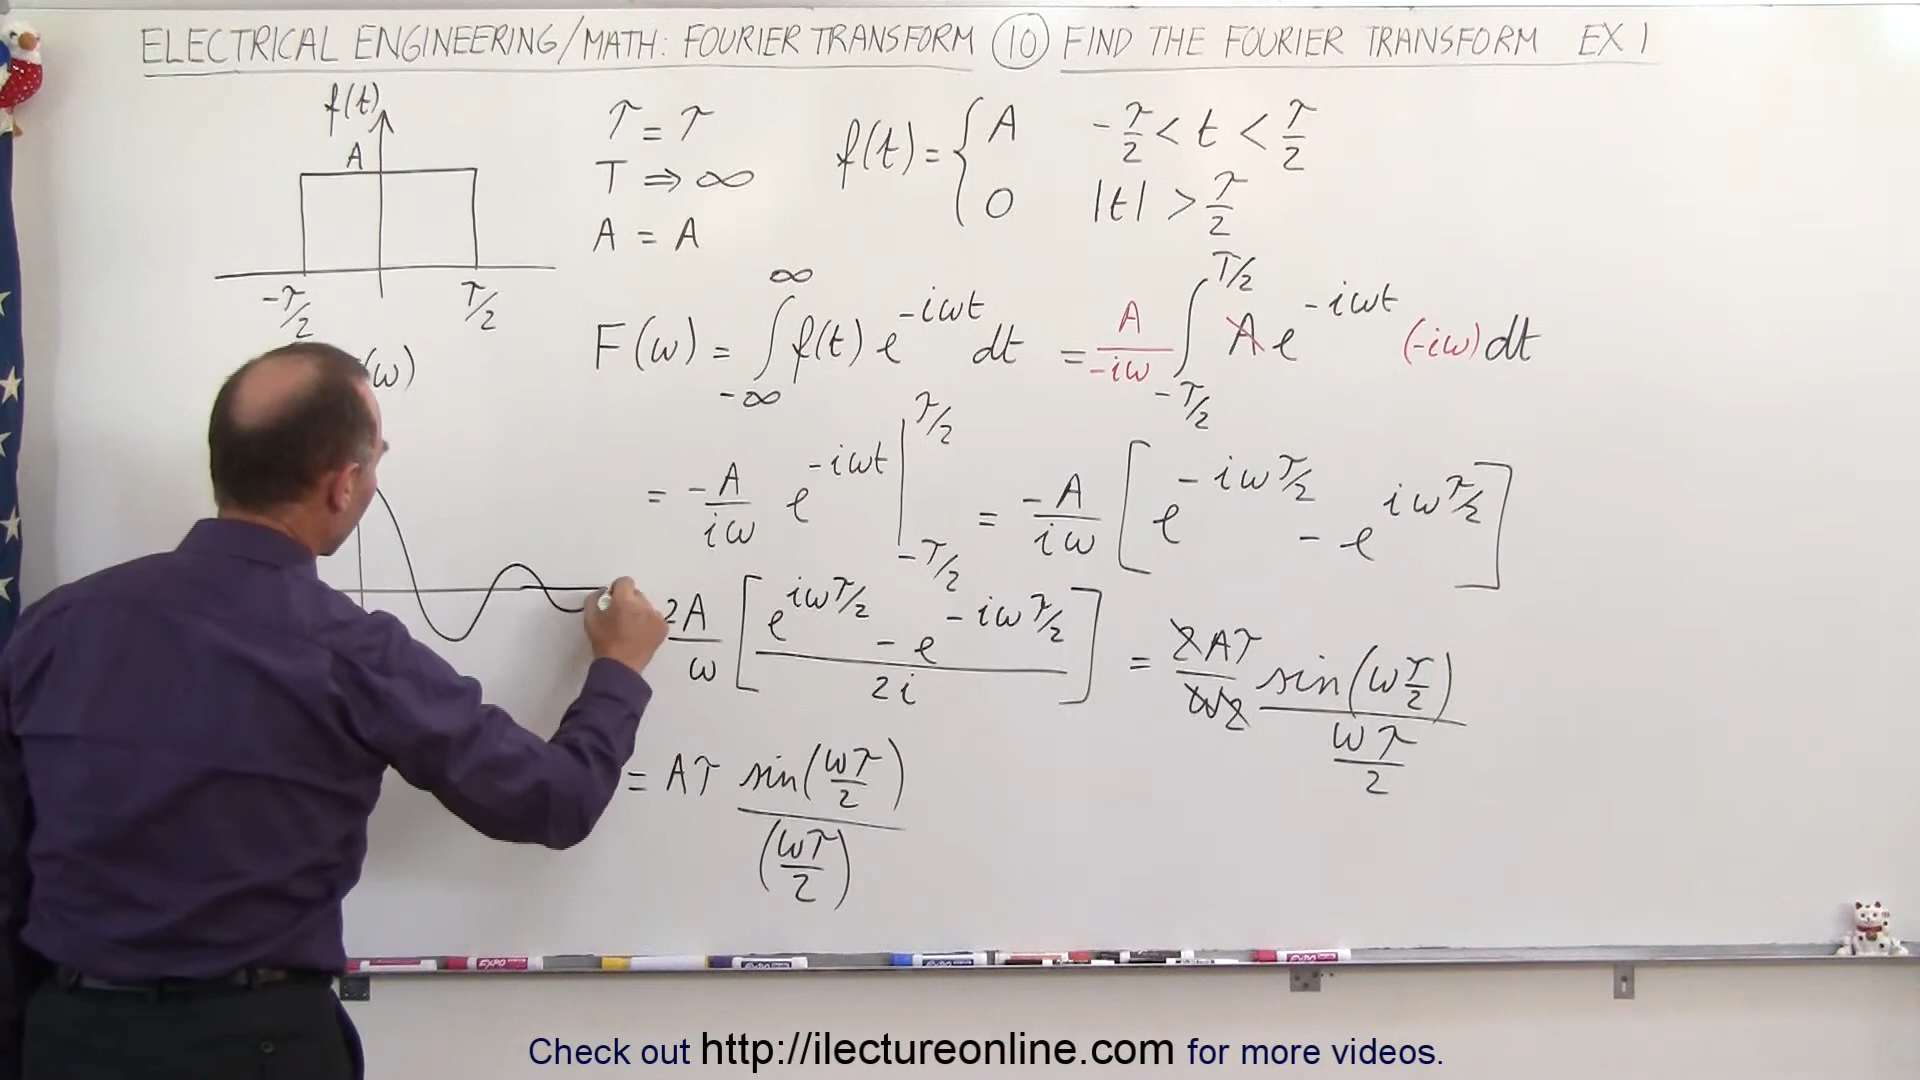 ELECTRICAL ENGINEERING/MATH: FOURIER TRANSFORM 10 FIND THE FOURIER TRANSFORM EX 1
f(t)
A
-τ/2 τ/2
τ = τ
T ⇒ ∞
A = A
f(t) = { A -τ/2 < t < τ/2
0 |t| > τ/2
F(ω) = ∫_{-∞}^{∞} f(t) e^{-iωt} dt = A/-iω ∫_{-τ/2}^{τ/2} A e^{-iωt} (-iω) dt
(ω)
= -A/iω e^{-iωt} |_{-τ/2}^{τ/2} = -A/iω [e^{-iωτ/2} - e^{iωτ/2}]
2A/ω [(e^{iωτ/2} - e^{-iωτ/2})/2i] = 2Aτ/ω2 sin(ωτ/2)/(ωτ/2)
= Aτ sin(ωτ/2)/(ωτ/2)
EXPO
Check out http://ilectureonline.com for more videos.